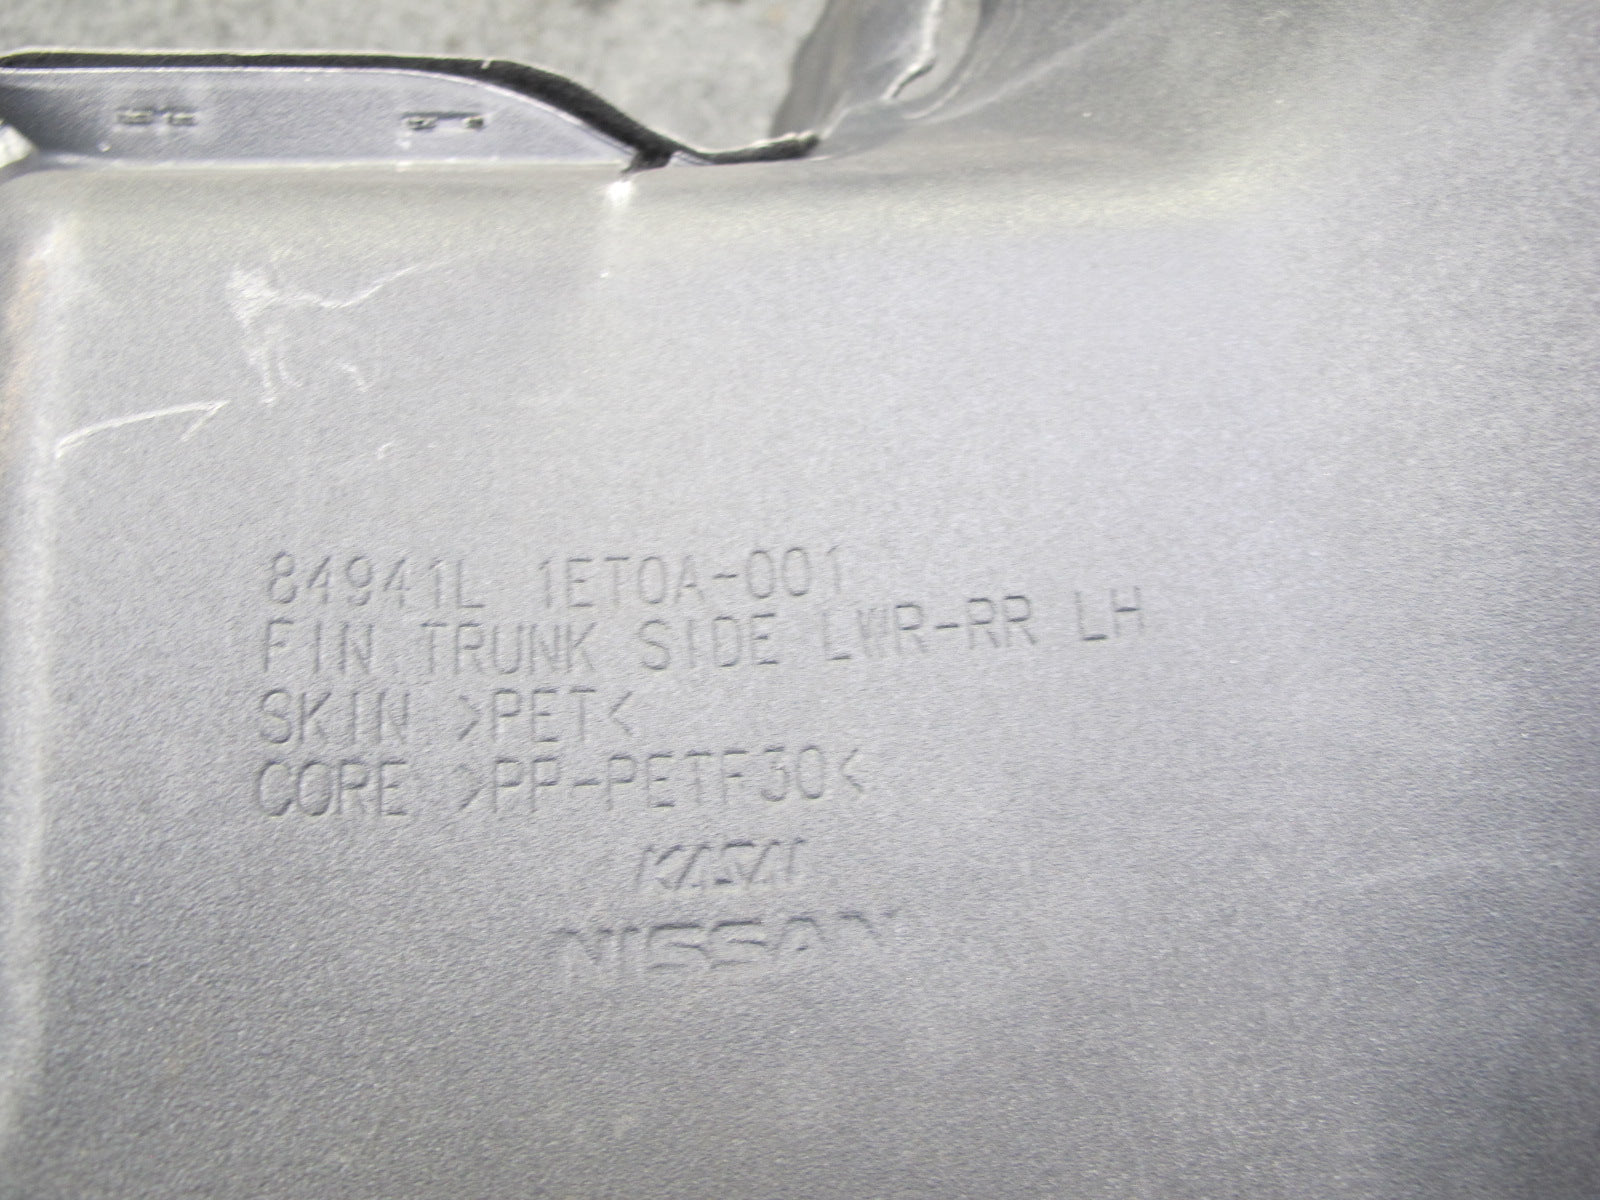 84941L 1ET0A-001
FIN.TRUNK SIDE LWR-RR LH
SKIN >PET<
CORE >PP-PETF30<
KASAI
NISSAN